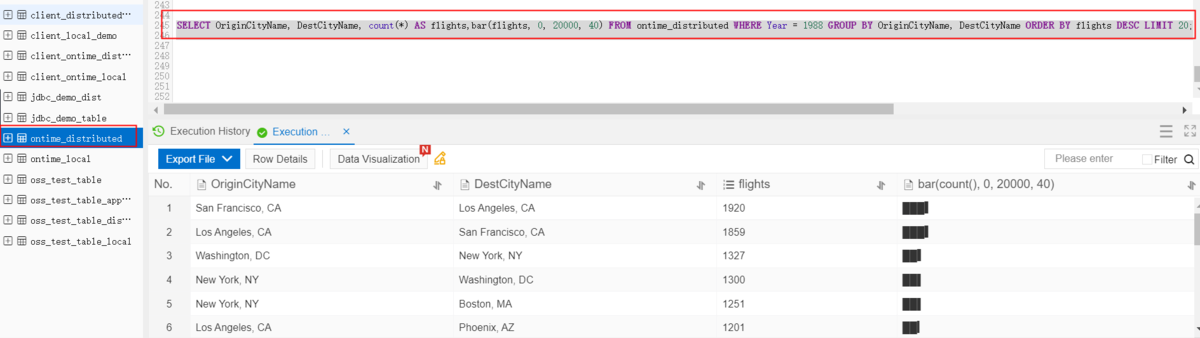 client_distributed···
client_local_demo
client_ontime_dist···
client_ontime_local
jdbc_demo_dist
jdbc_demo_table
ontime_distributed
ontime_local
oss_test_table
oss_test_table_app···
oss_test_table_dis···
oss_test_table_local
243
244
245 SELECT OriginCityName, DestCityName, count(*) AS flights,bar(flights, 0, 20000, 40) FROM ontime_distributed WHERE Year = 1988 GROUP BY OriginCityName, DestCityName ORDER BY flights DESC LIMIT 20;
246
247
248
249
250
251
252
Execution History Execution ... ×
Export File Row Details Data Visualization N Please enter Filter
No. OriginCityName DestCityName flights bar(count(), 0, 20000, 40)
1 San Francisco, CA Los Angeles, CA 1920 ███▊
2 Los Angeles, CA San Francisco, CA 1859 ███▋
3 Washington, DC New York, NY 1327 ██▋
4 New York, NY Washington, DC 1300 ██▌
5 New York, NY Boston, MA 1251 ██▌
6 Los Angeles, CA Phoenix, AZ 1201 ██▍